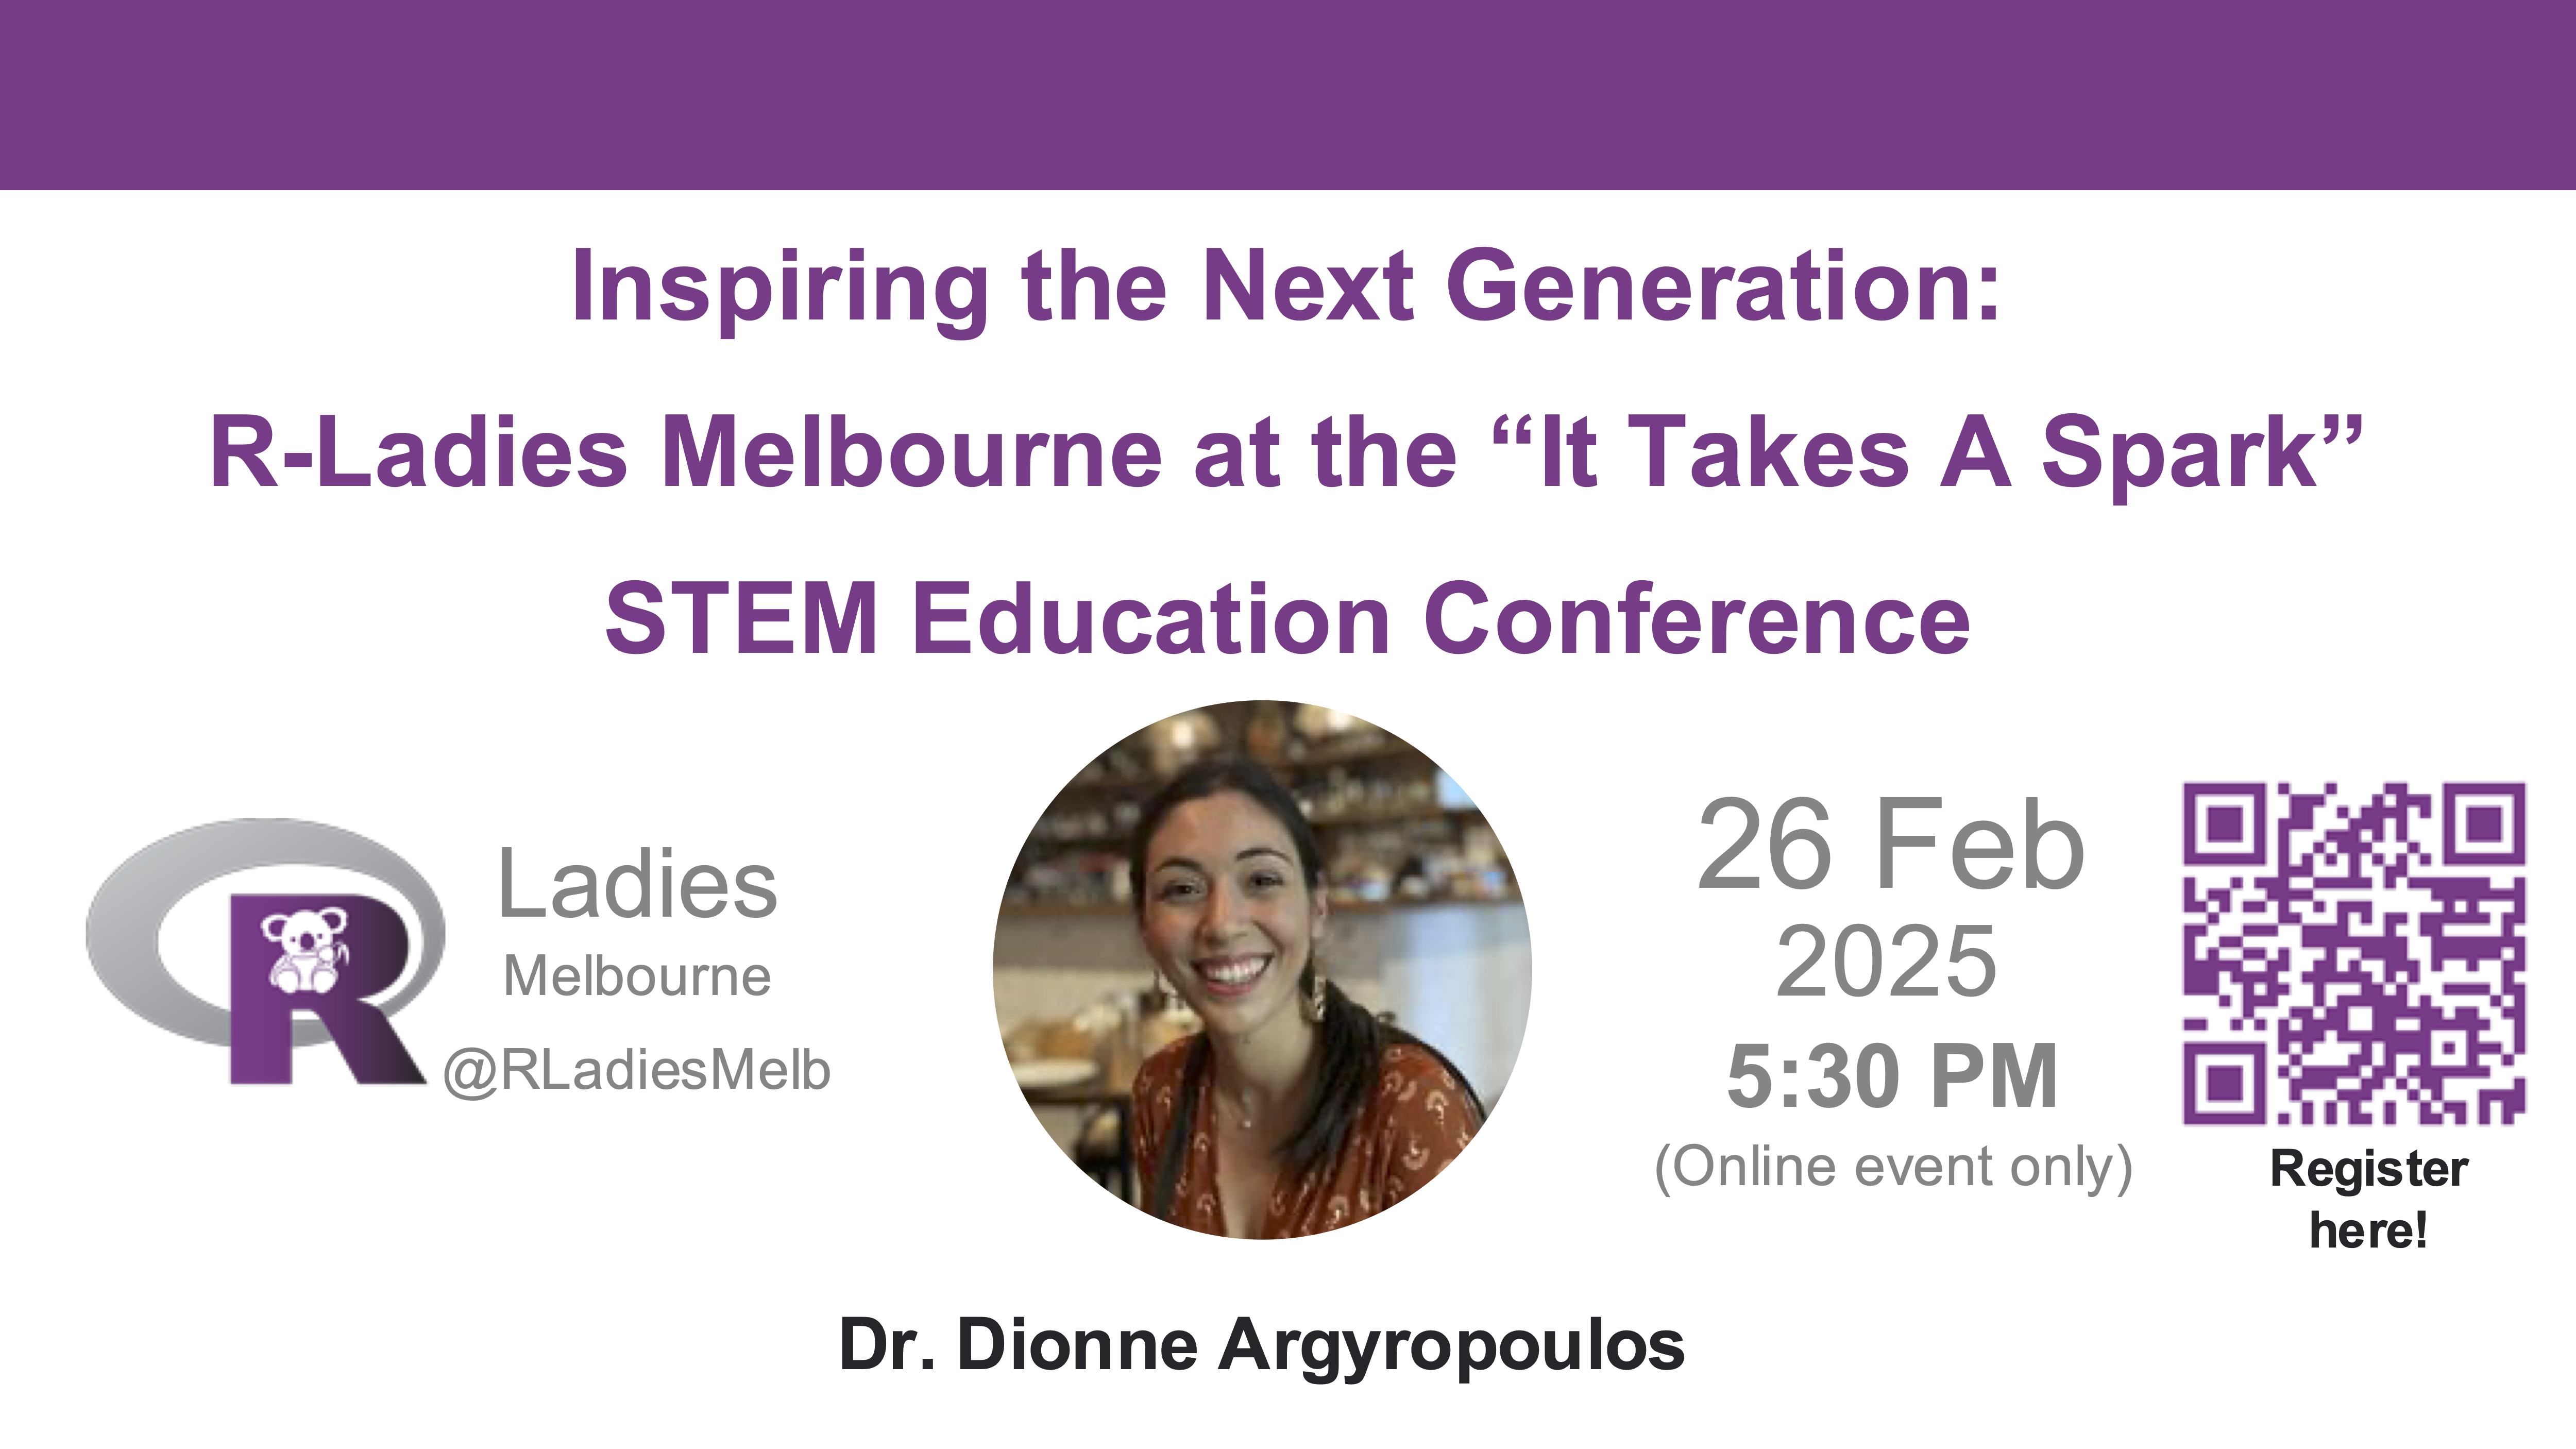 Inspiring the Next Generation:
R-Ladies Melbourne at the “It Takes A Spark”
STEM Education Conference
R
Ladies
Melbourne
@RLadiesMelb
26 Feb
2025
5:30 PM
(Online event only)
Register
here!
Dr. Dionne Argyropoulos